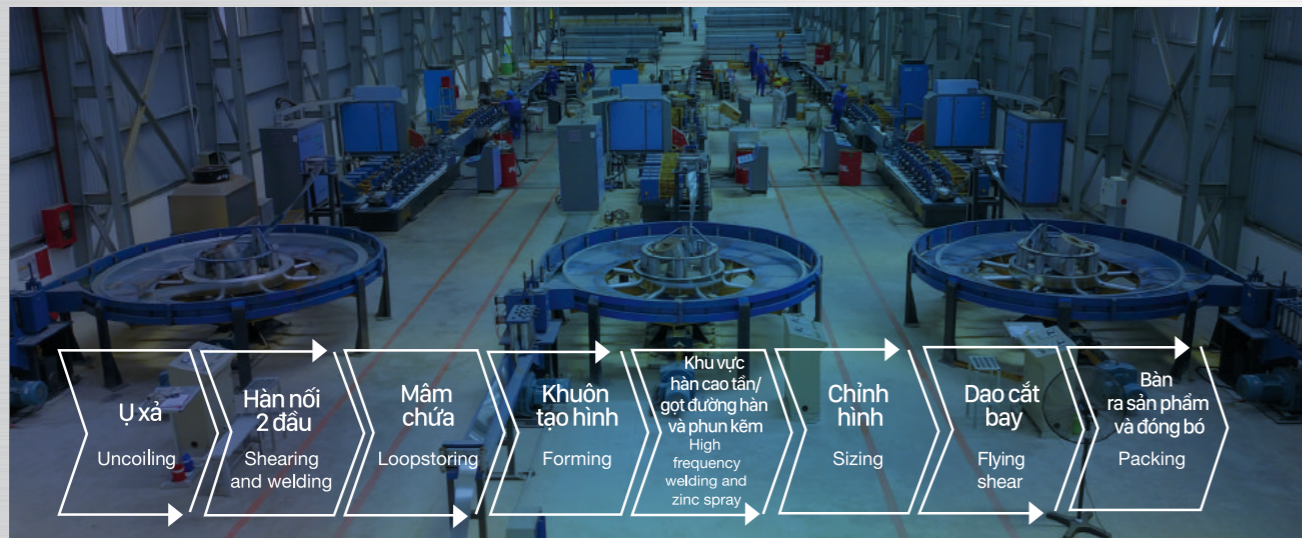 Ụ xả
Uncoiling
Hàn nối
2 đầu
Shearing
and welding
Mâm
chứa
Loopstoring
Khuôn
tạo hình
Forming
Khu vực
hàn cao tần/
gọt đường hàn
và phun kẽm
High
frequency
welding and
zinc spray
Chỉnh
hình
Sizing
Dao cắt
bay
Flying
shear
Bàn
ra sản phẩm
và đóng bó
Packing